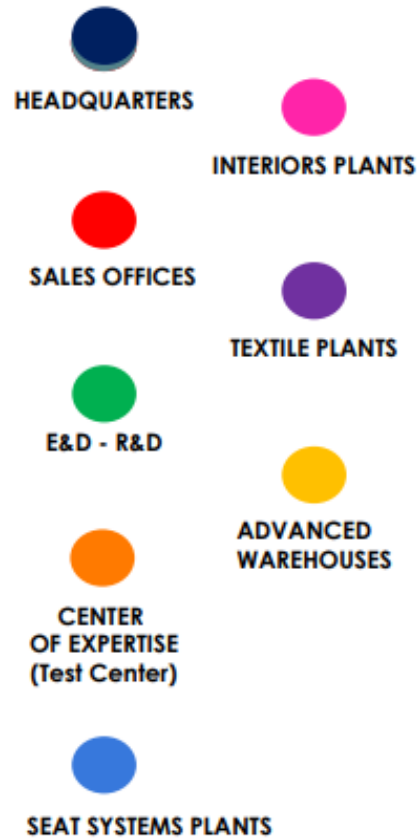 HEADQUARTERS
INTERIORS PLANTS
SALES OFFICES
TEXTILE PLANTS
E&D - R&D
ADVANCED
WAREHOUSES
CENTER
OF EXPERTISE
(Test Center)
SEAT SYSTEMS PLANTS